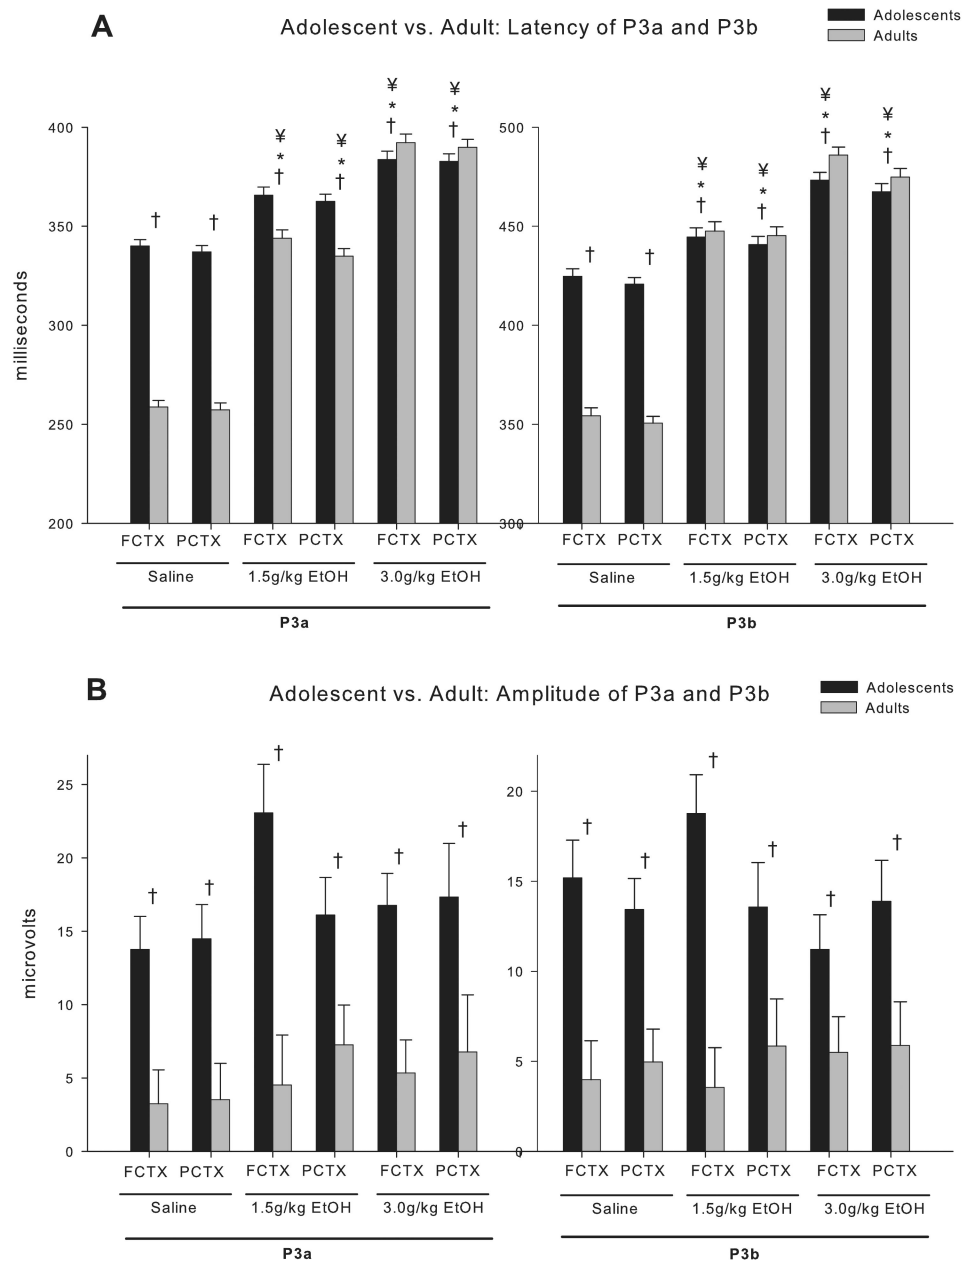 A
Adolescent vs. Adult: Latency of P3a and P3b
Adolescents
Adults
¥ ¥
¥
¥ * * *
400 † † 500 * ¥
¥ ¥ † *
* * ¥ ¥ †
† † * *
† †
350 † † 450
† †
milliseconds
300 400
250 350
200 300
FCTX PCTX FCTX PCTX FCTX PCTX FCTX PCTX FCTX PCTX FCTX PCTX
Saline 1.5g/kg EtOH 3.0g/kg EtOH Saline 1.5g/kg EtOH 3.0g/kg EtOH
P3a P3b
B
Adolescent vs. Adult: Amplitude of P3a and P3b
Adolescents
Adults
† †
25 20
† † † † † †
20
† † † †
15
15
microvolts
10
10
5
5
0 0
FCTX PCTX FCTX PCTX FCTX PCTX FCTX PCTX FCTX PCTX FCTX PCTX
Saline 1.5g/kg EtOH 3.0g/kg EtOH Saline 1.5g/kg EtOH 3.0g/kg EtOH
P3a P3b